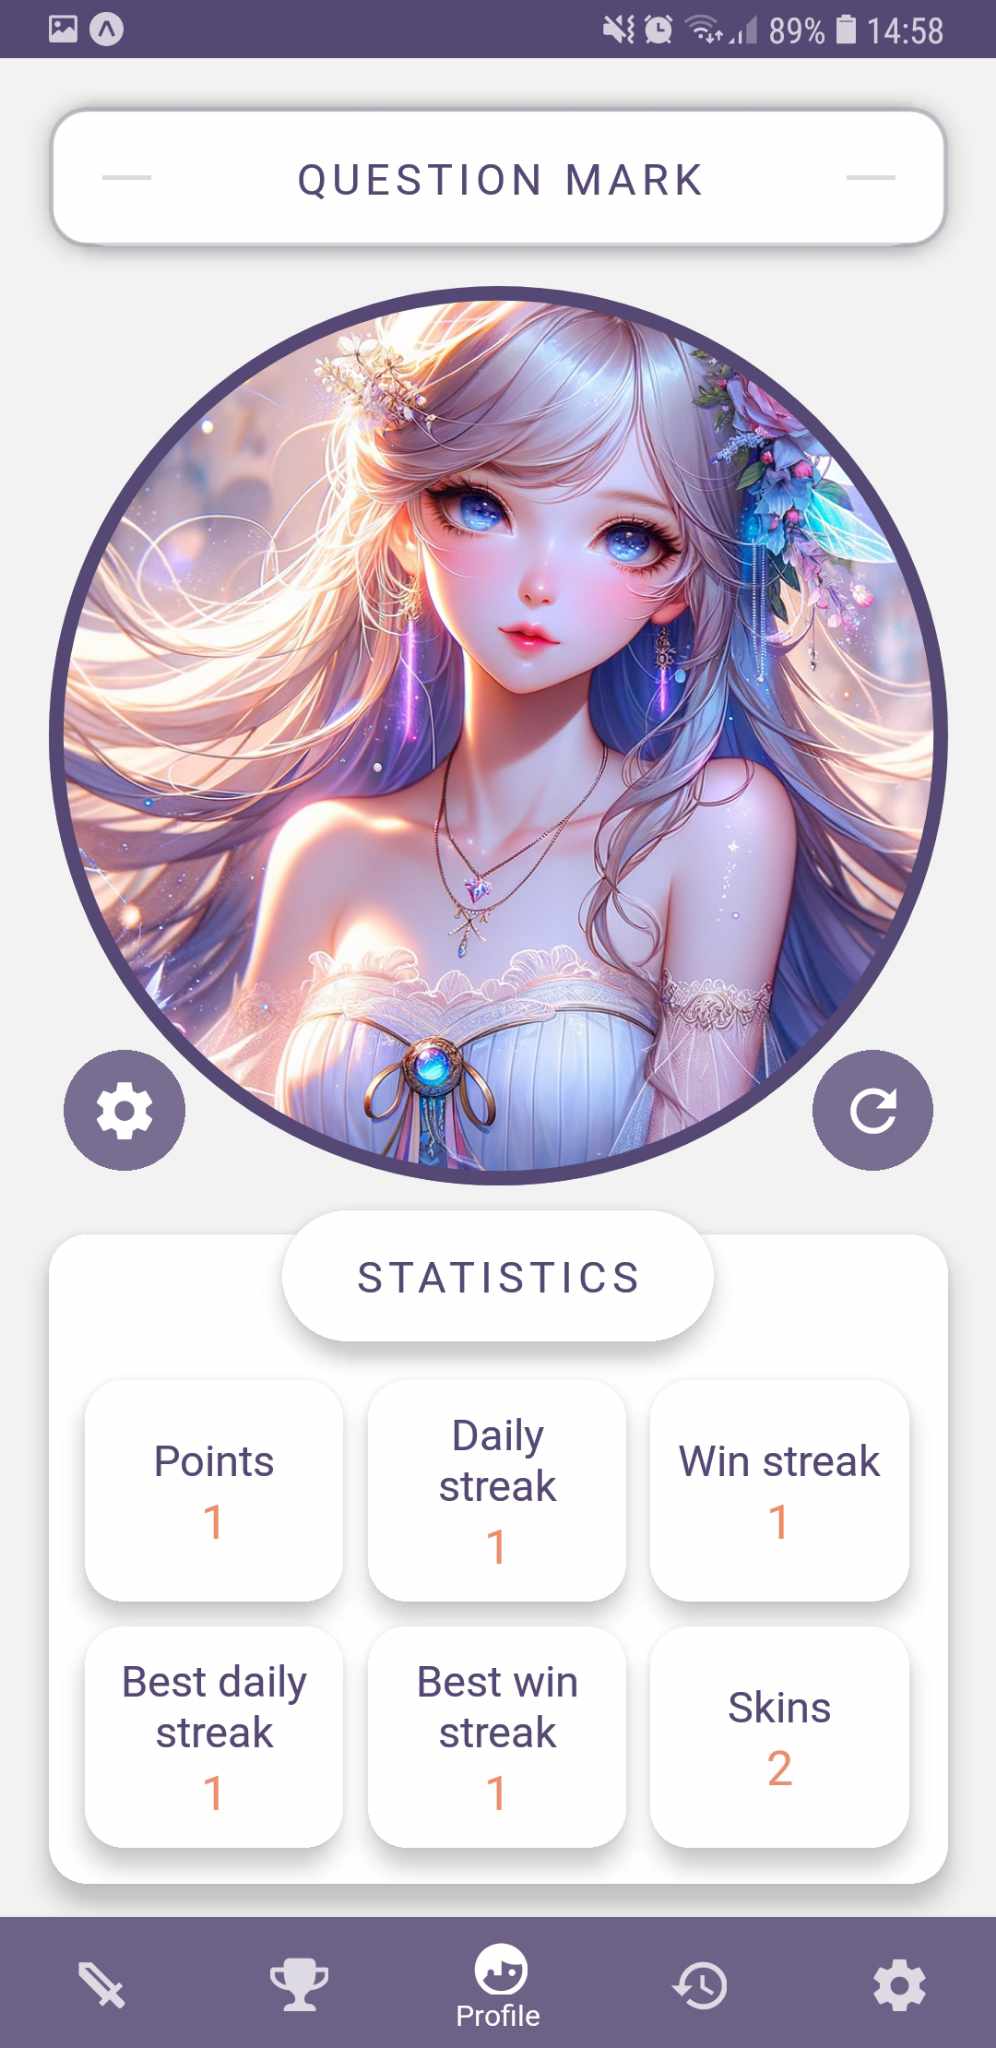 89% 14:58
QUESTION MARK
STATISTICS
Points
1
Daily
streak
1
Win streak
1
Best daily
streak
1
Best win
streak
1
Skins
2
Profile